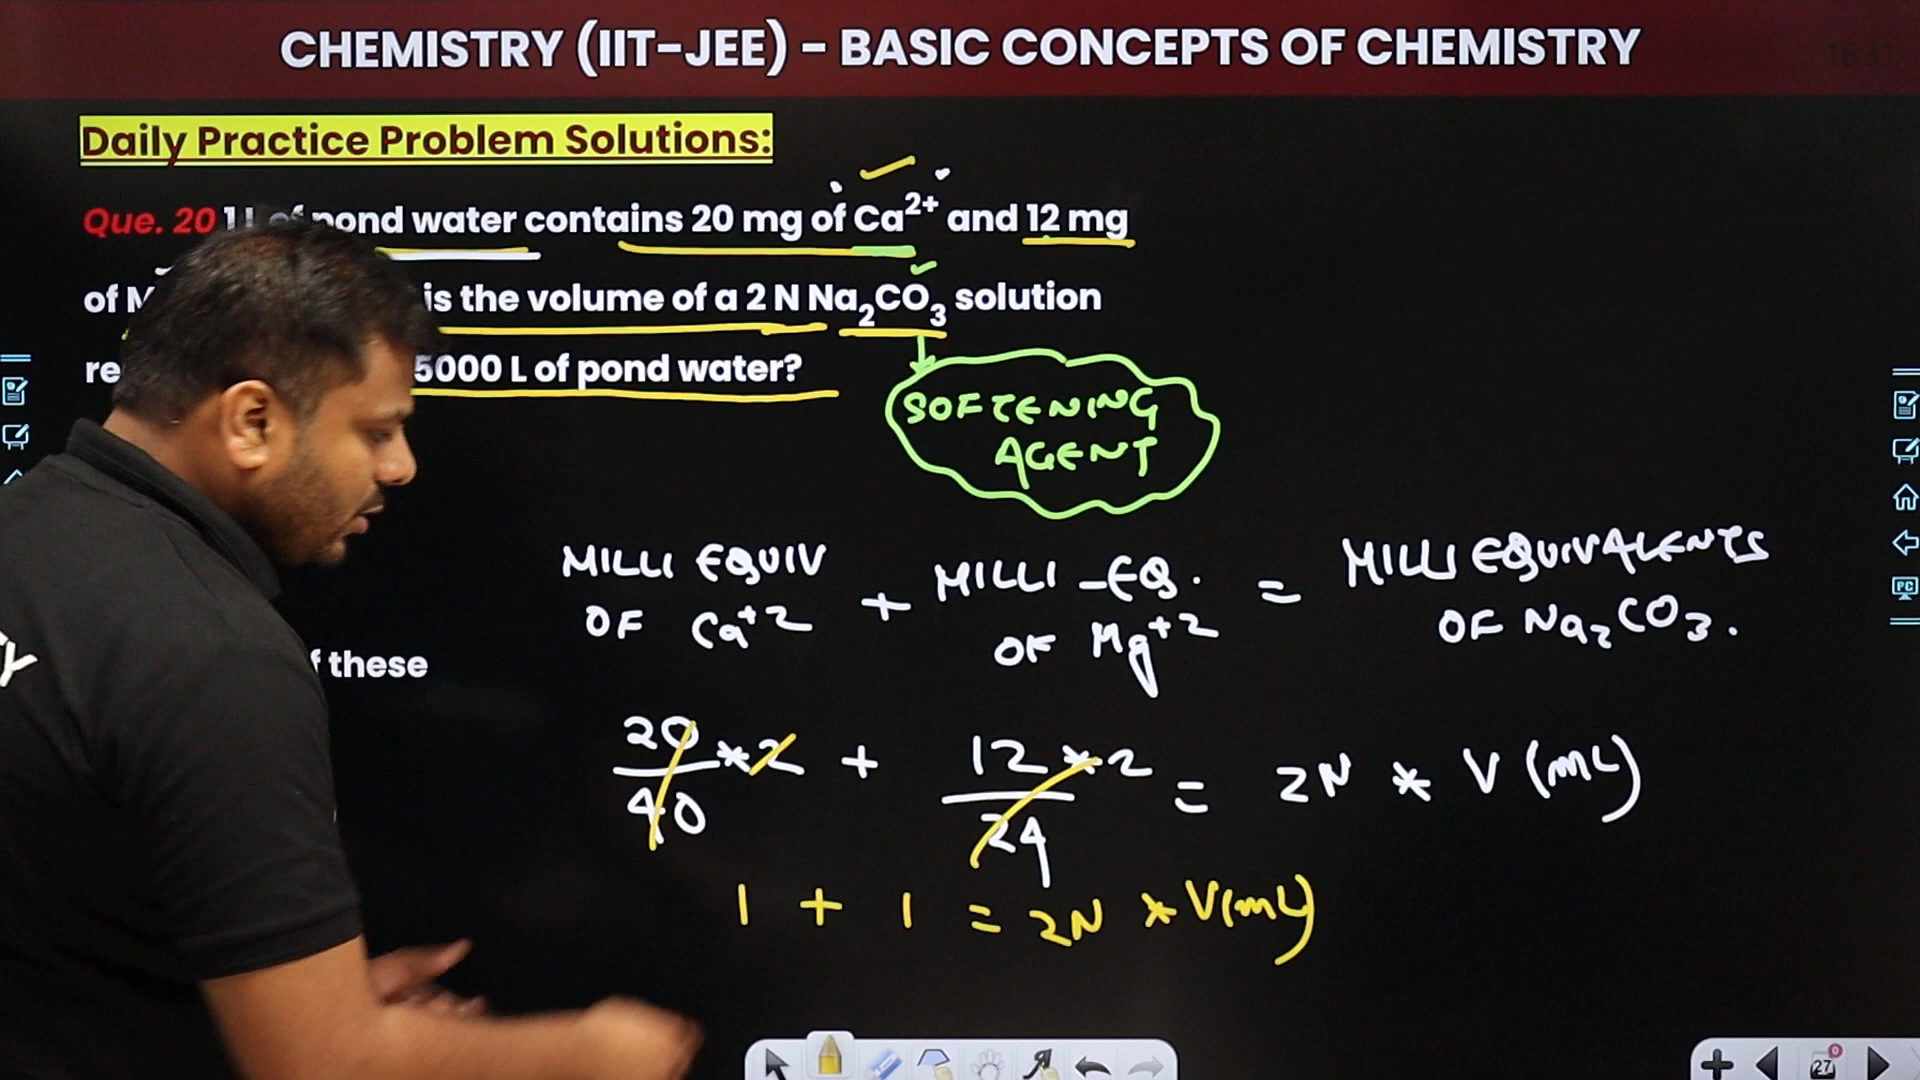 CHEMISTRY (IIT-JEE) - BASIC CONCEPTS OF CHEMISTRY
Daily Practice Problem Solutions:
Que. 20 1 L of pond water contains 20 mg of Ca²⁺ and 12 mg
of is the volume of a 2 N Na₂CO₃ solution
5000 L of pond water?
SOFTENING
AGENT
MILLI EQUIV + MILLI -EQ. = MILLI EQUIVALENTS
OF Ca⁺² OF Mg⁺² OF Na₂CO₃.
these
20/40 * 2 + 12 * 2/24 = 2N * V (mL)
1 + 1 = 2N * V(mL)
Y
PC
27
0